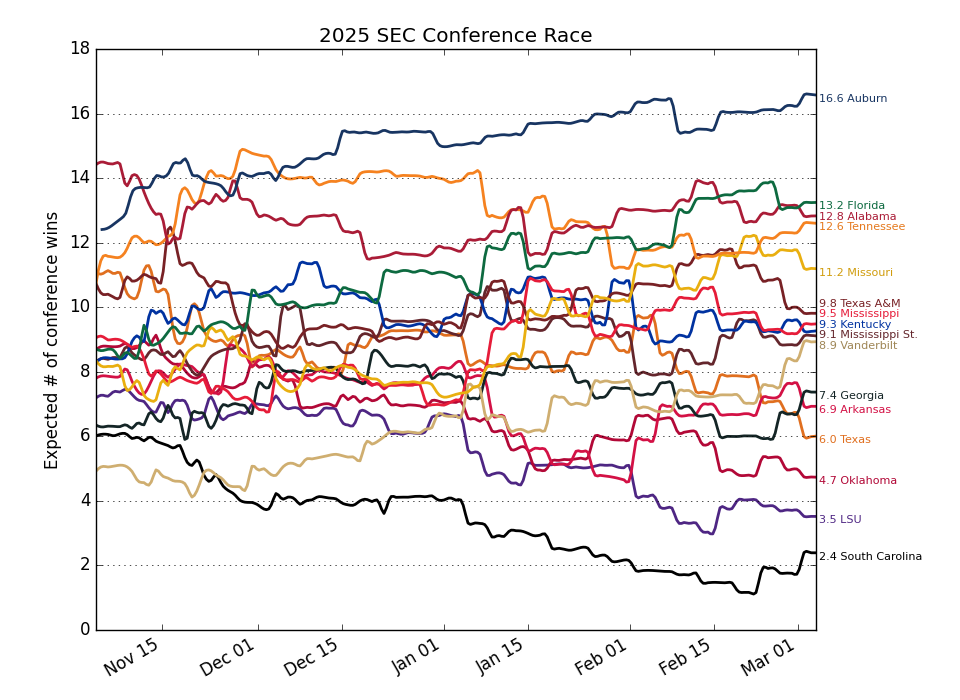 2025 SEC Conference Race
Expected # of conference wins
18
16
14
12
10
8
6
4
2
0
Nov 15
Dec 01
Dec 15
Jan 01
Jan 15
Feb 01
Feb 15
Mar 01
16.6 Auburn
13.2 Florida
12.8 Alabama
12.6 Tennessee
11.2 Missouri
9.8 Texas A&M
9.5 Mississippi
9.3 Kentucky
9.1 Mississippi St.
8.9 Vanderbilt
7.4 Georgia
6.9 Arkansas
6.0 Texas
4.7 Oklahoma
3.5 LSU
2.4 South Carolina